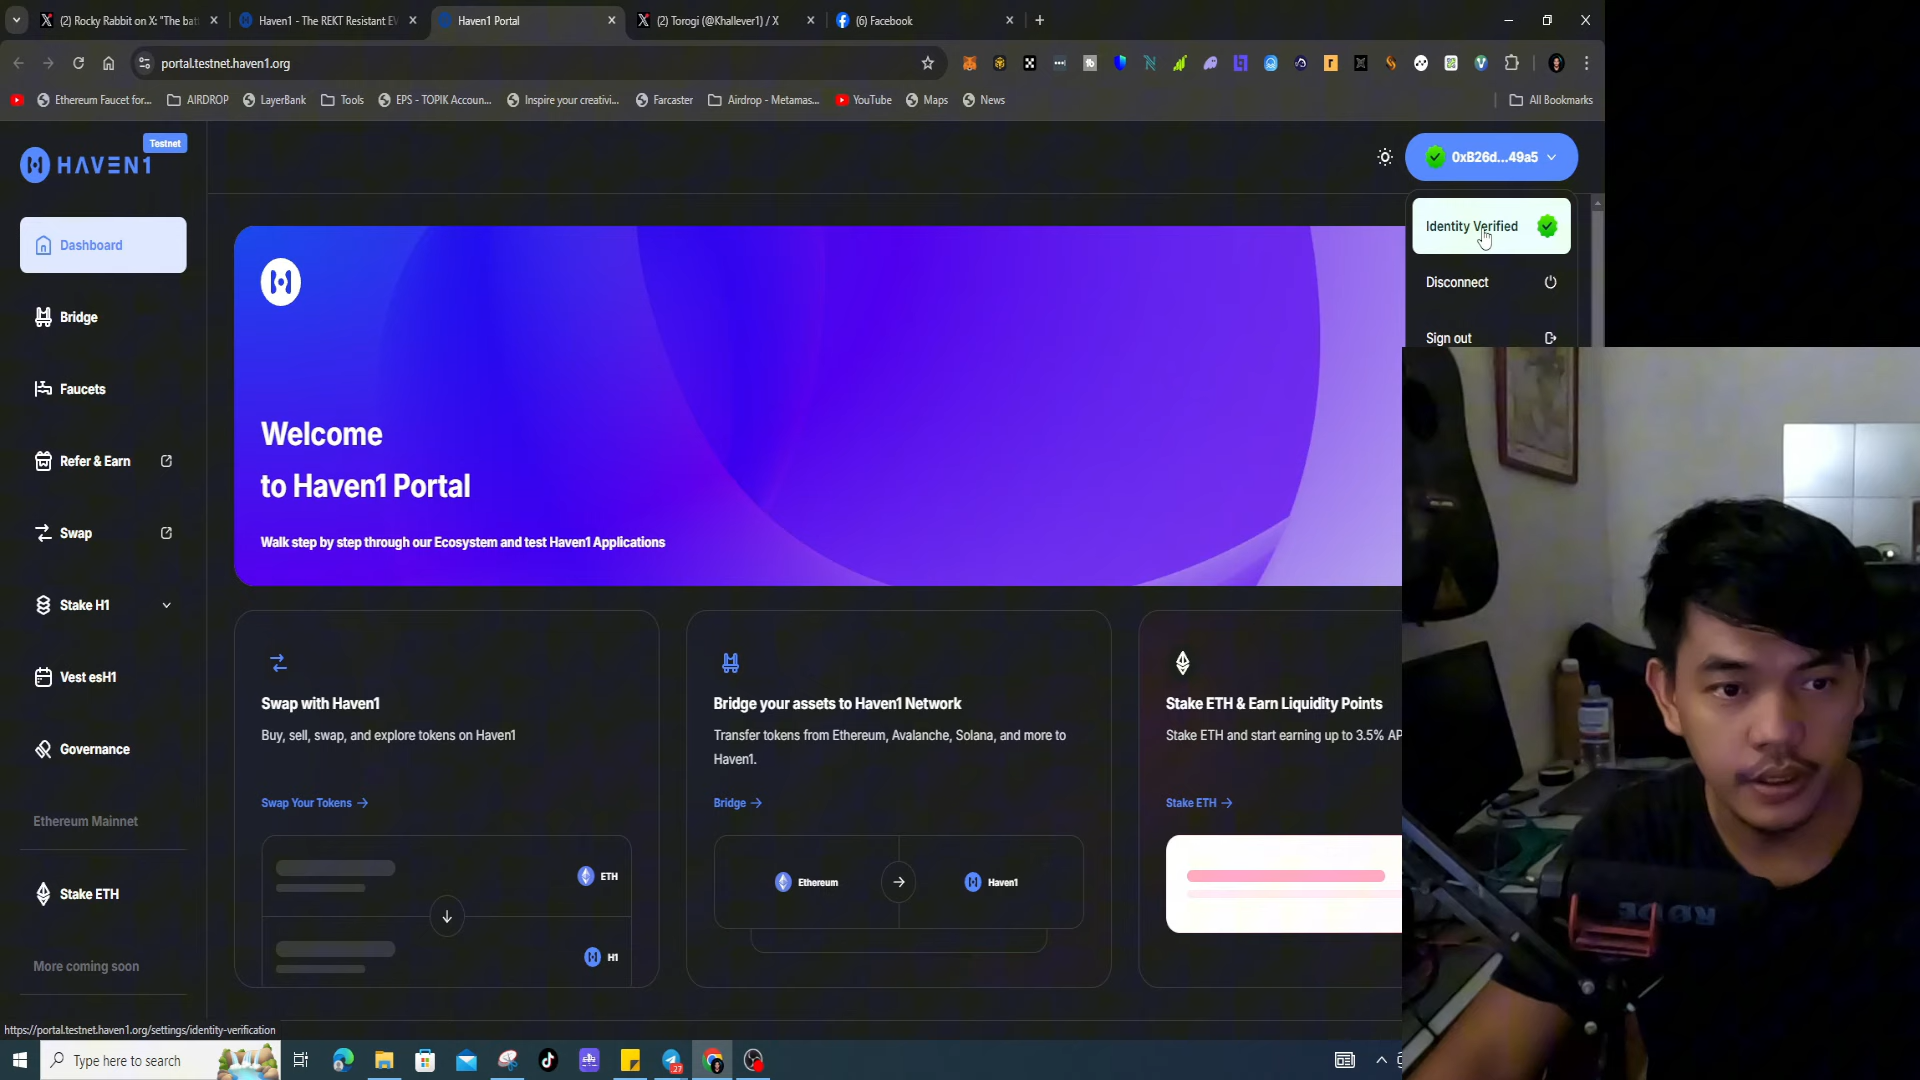 (2) Rocky Rabbit on X: "The bat
Haven1 - The REKT Resistant EV
Haven1 Portal
(2) Torogi (@Khallever1) / X
(6) Facebook
portal.testnet.haven1.org
Ethereum Faucet for...
AIRDROP
LayerBank
Tools
EPS - TOPIK Accoun...
Inspire your creativi...
Farcaster
Airdrop - Metamas...
YouTube
Maps
News
All Bookmarks
Testnet
HAVEN1
0xB26d...49a5
Identity Verified
Disconnect
Sign out
Dashboard
Bridge
Faucets
Refer & Earn
Swap
Stake H1
Vest esH1
Governance
Ethereum Mainnet
Stake ETH
More coming soon
Welcome
to Haven1 Portal
Walk step by step through our Ecosystem and test Haven1 Applications
Swap with Haven1
Buy, sell, swap, and explore tokens on Haven1
Swap Your Tokens
ETH
H1
Bridge your assets to Haven1 Network
Transfer tokens from Ethereum, Avalanche, Solana, and more to
Haven1.
Bridge
Ethereum
Haven1
Stake ETH & Earn Liquidity Points
Stake ETH and start earning up to 3.5% AP
Stake ETH
RØDE
https://portal.testnet.haven1.org/settings/identity-verification
Type here to search
27